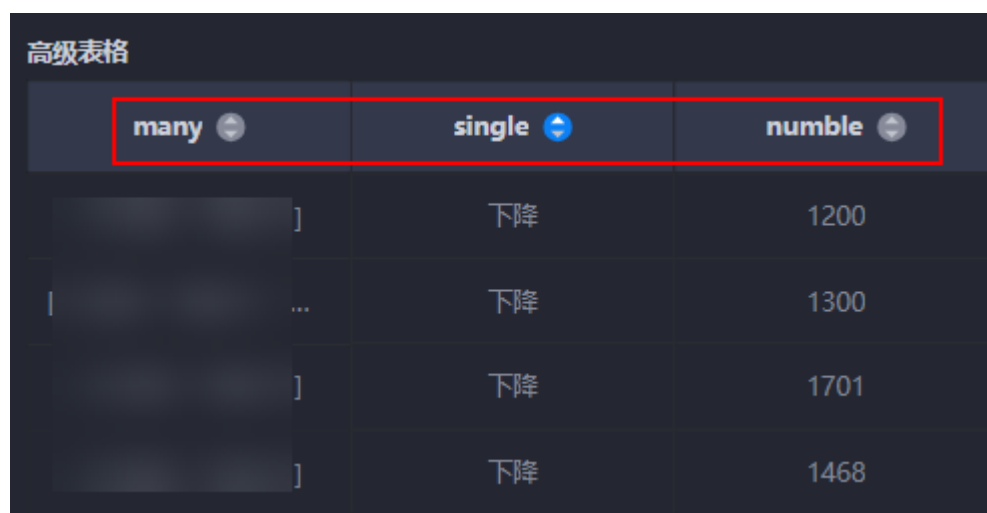 高级表格
many single numble
] 下降 1200
[ ... 下降 1300
] 下降 1701
] 下降 1468